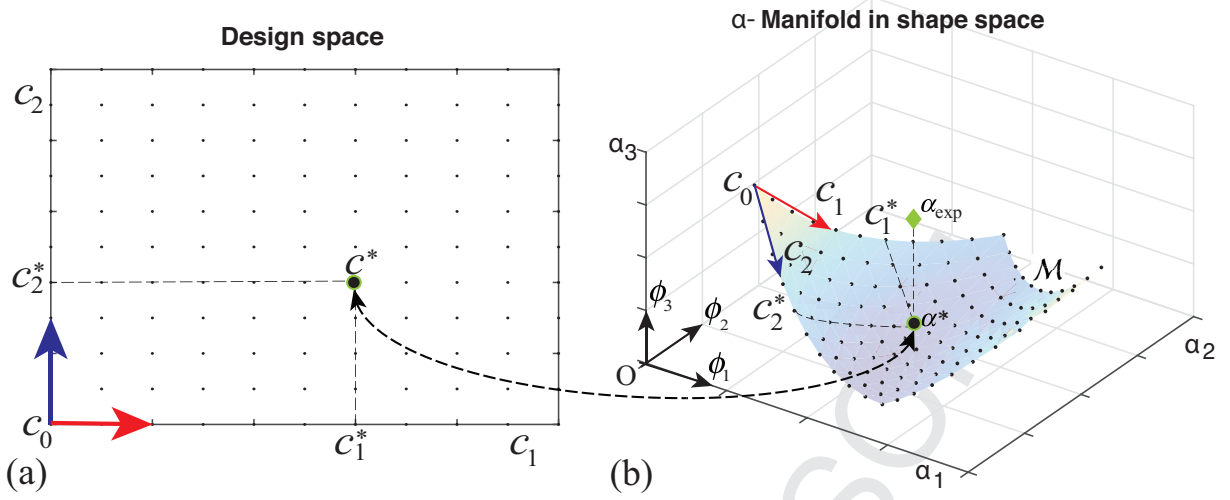 Design space
c₂
c₂*
c*
c₀
c₁*
c₁
(a)
α- Manifold in shape space
α₃
c₀
c₁
c₁*
α_exp
c₂
c₂*
M
α*
ϕ₃
ϕ₂
ϕ₁
O
α₂
α₁
(b)